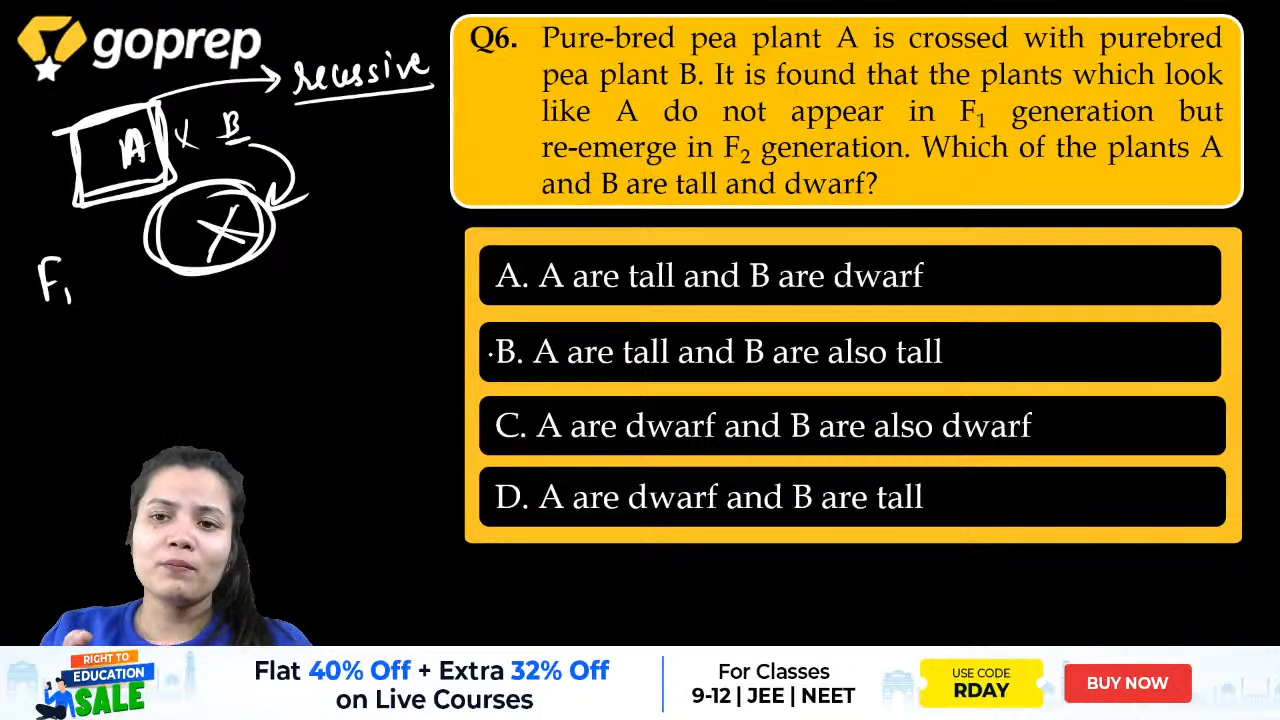 goprep
recessive
A × B
X
F₁
Q6. Pure-bred pea plant A is crossed with purebred
pea plant B. It is found that the plants which look
like A do not appear in F₁ generation but
re-emerge in F₂ generation. Which of the plants A
and B are tall and dwarf?
A. A are tall and B are dwarf
·B. A are tall and B are also tall
C. A are dwarf and B are also dwarf
D. A are dwarf and B are tall
RIGHT TO
EDUCATION
SALE
Flat 40% Off + Extra 32% Off
on Live Courses
For Classes
9-12 | JEE | NEET
USE CODE
RDAY
BUY NOW